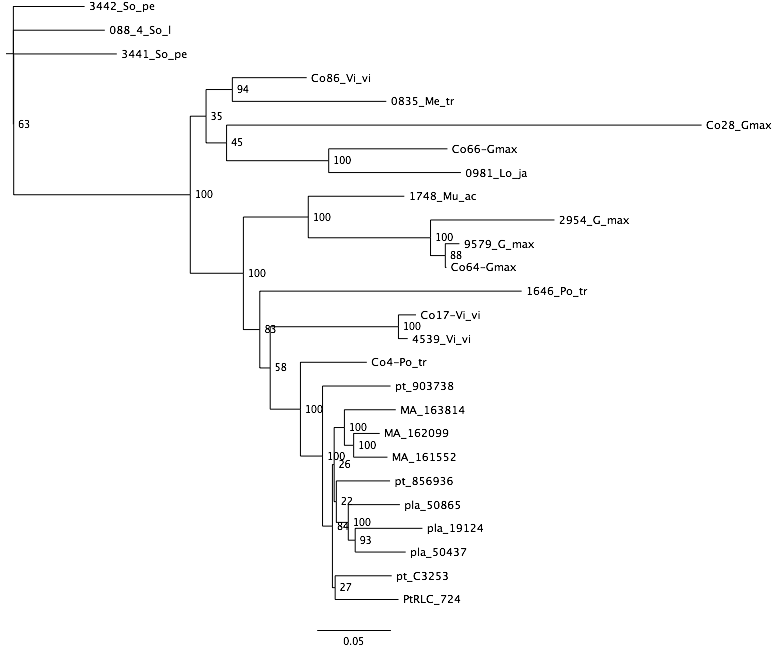 3442_So_pe
088_4_So_l
3441_So_pe
63
Co86_Vi_vi
94
0835_Me_tr
35
Co28_Gmax
45
Co66-Gmax
100
0981_Lo_ja
100
1748_Mu_ac
100
2954_G_max
100
9579_G_max
88
Co64-Gmax
100
1646_Po_tr
Co17-Vi_vi
83
100
4539_Vi_vi
58
Co4-Po_tr
pt_903738
100
MA_163814
100
MA_162099
100
MA_161552
100
26
pt_856936
22
pla_50865
100
84
pla_19124
93
pla_50437
pt_C3253
27
PtRLC_724
0.05